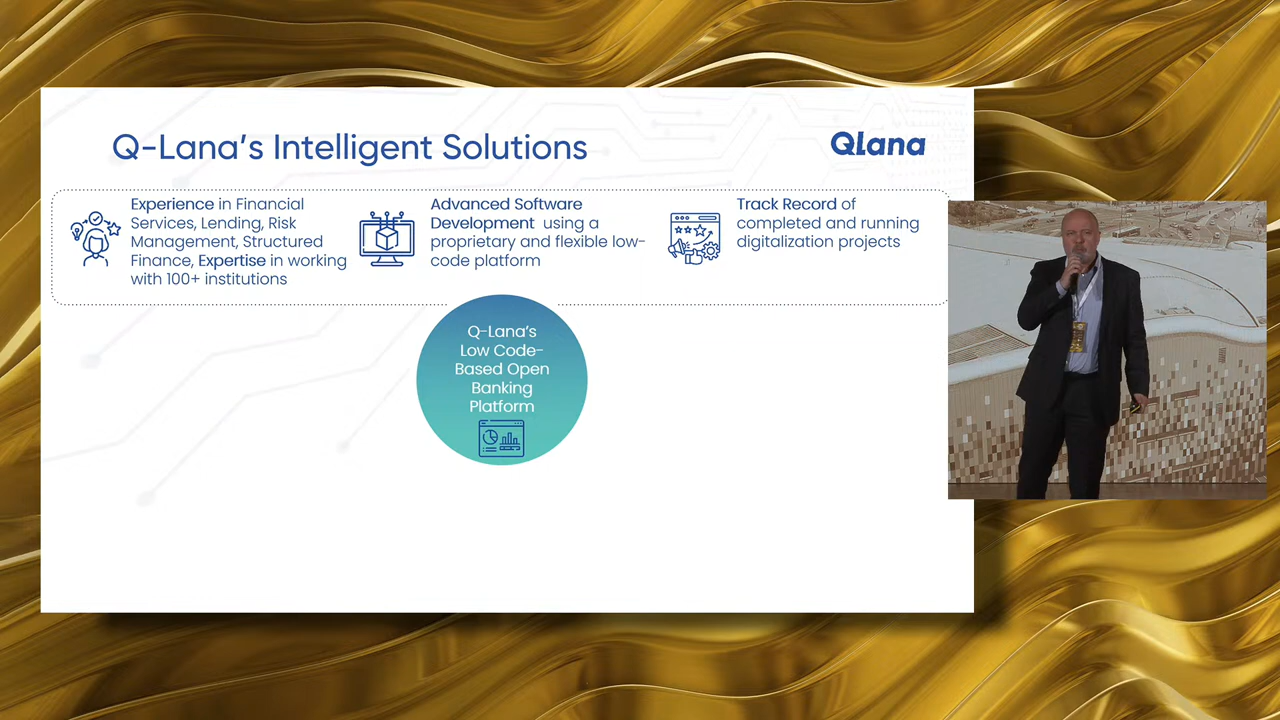 Q-Lana's Intelligent Solutions
Qlana
Experience in Financial
Services, Lending, Risk
Management, Structured
Finance, Expertise in working
with 100+ institutions
Advanced Software
Development using a
proprietary and flexible low-
code platform
Track Record of
completed and running
digitalization projects
Q-Lana's
Low Code-
Based Open
Banking
Platform